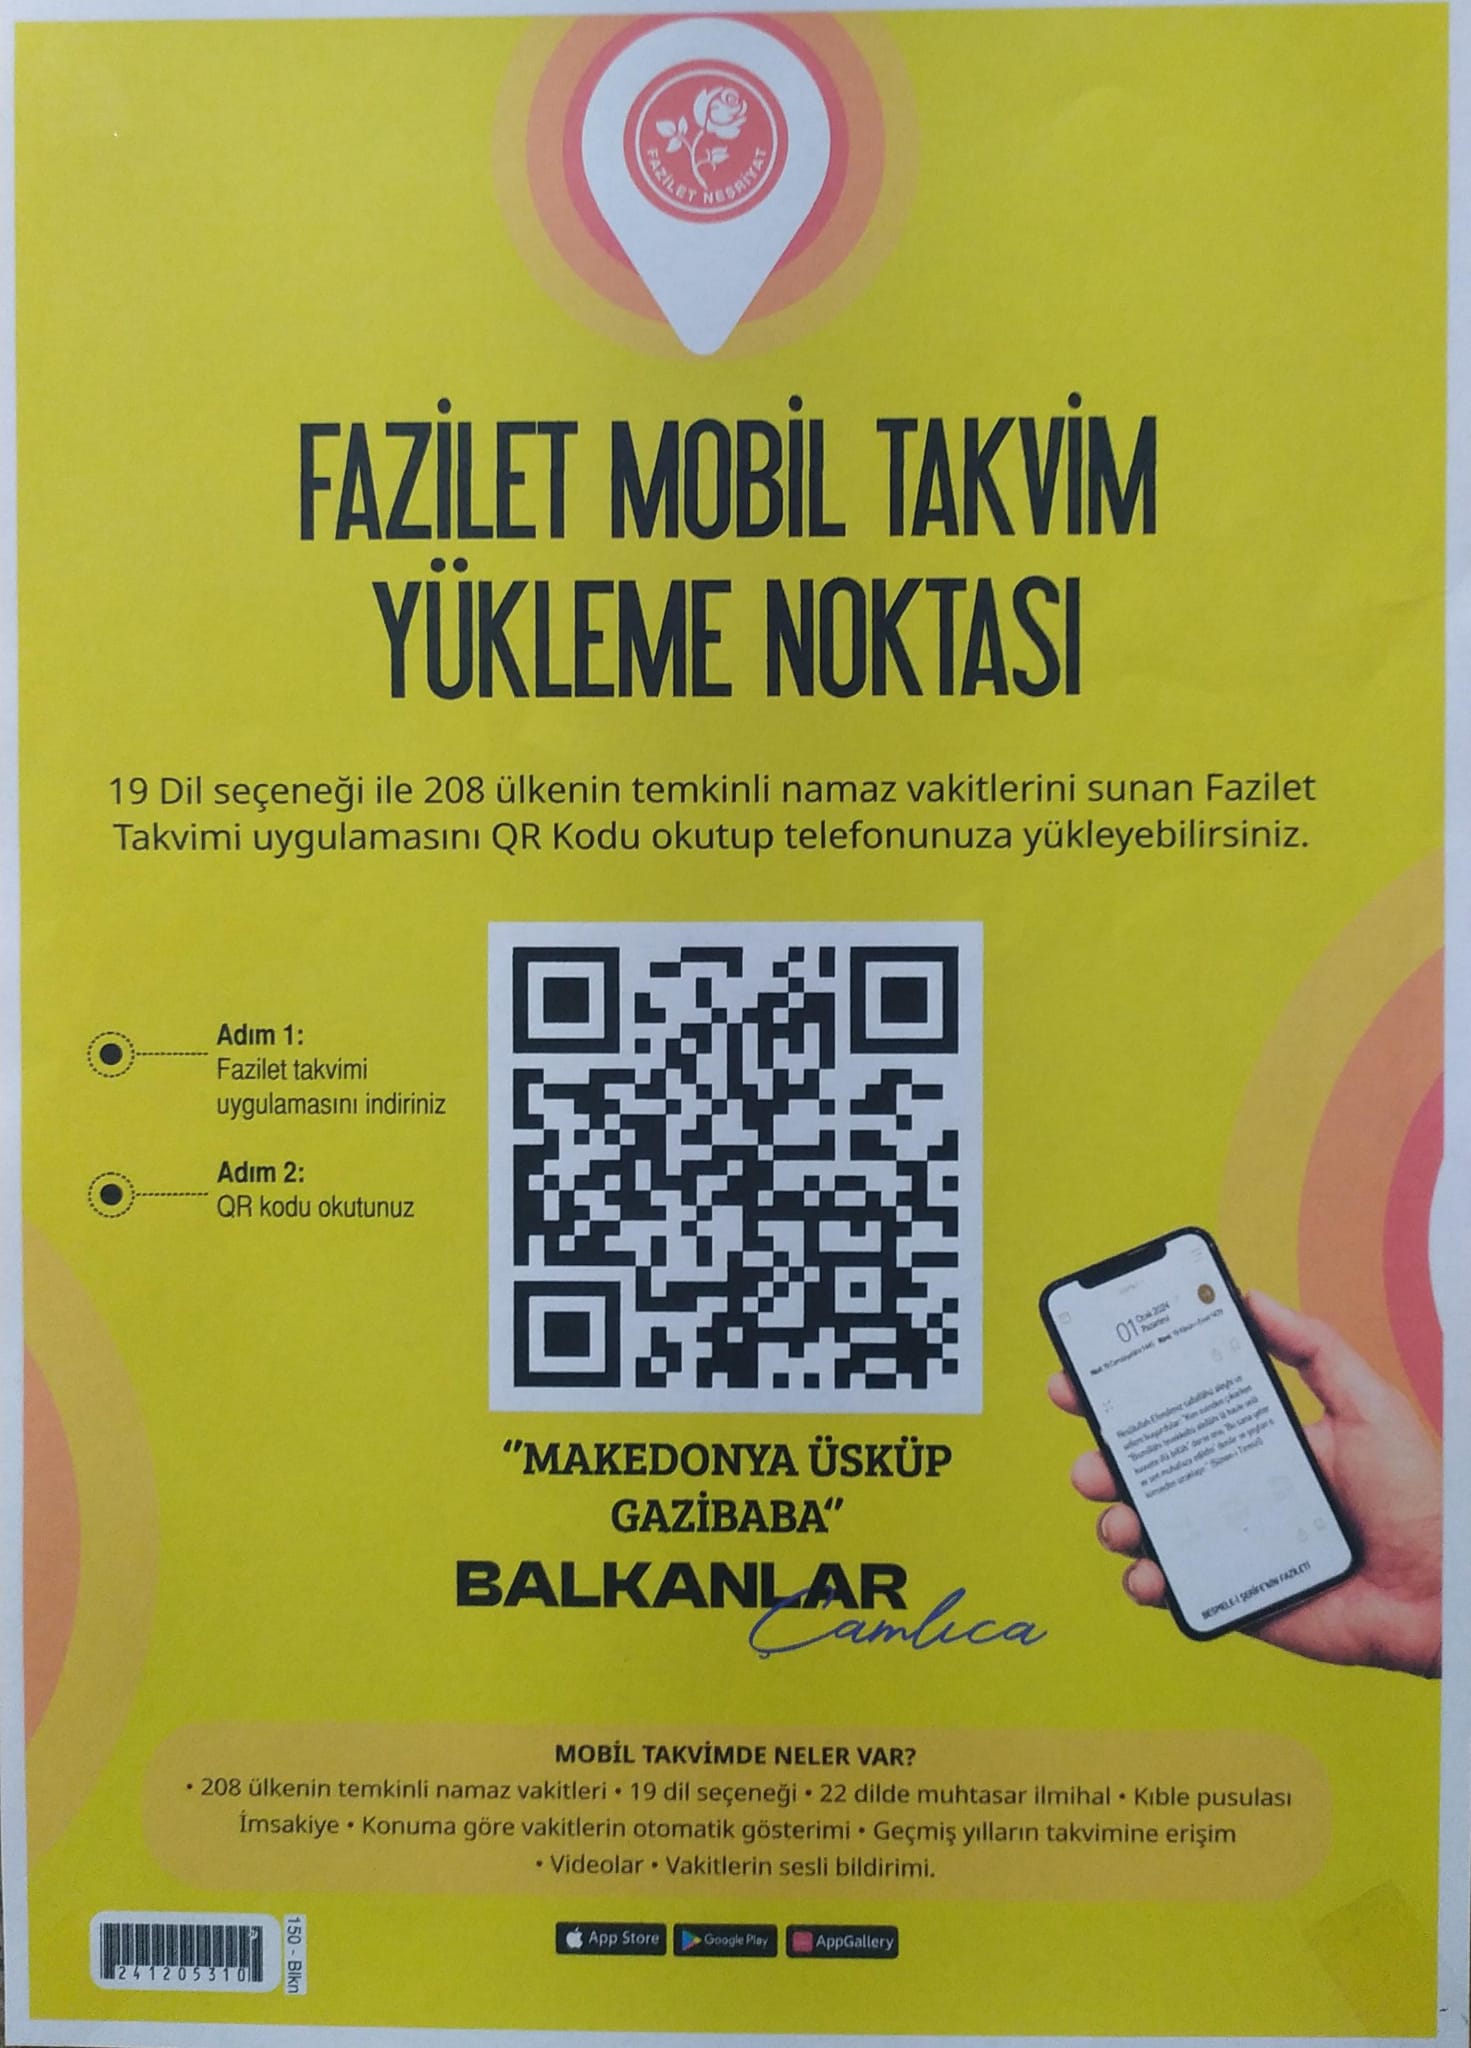 FAZİLET NEŞRİYAT
FAZİLET MOBİL TAKVİM
YÜKLEME NOKTASI
19 Dil seçeneği ile 208 ülkenin temkinli namaz vakitlerini sunan Fazilet
Takvimi uygulamasını QR Kodu okutup telefonunuza yükleyebilirsiniz.
Adım 1:
Fazilet takvimi
uygulamasını indiriniz
Adım 2:
QR kodu okutunuz
01 Ocak 2024
Pazartesi
BESMELE-İ ŞERİFE'NİN FAZİLETİ
‘’MAKEDONYA ÜSKÜP
GAZİBABA‘’
BALKANLAR
Çamlıca
MOBİL TAKVİMDE NELER VAR?
• 208 ülkenin temkinli namaz vakitleri • 19 dil seçeneği • 22 dilde muhtasar ilmihal • Kıble pusulası
İmsakiye • Konuma göre vakitlerin otomatik gösterimi • Geçmiş yılların takvimine erişim
• Videolar • Vakitlerin sesli bildirimi.
241205310
150 - Blkn
App Store
Google Play
AppGallery